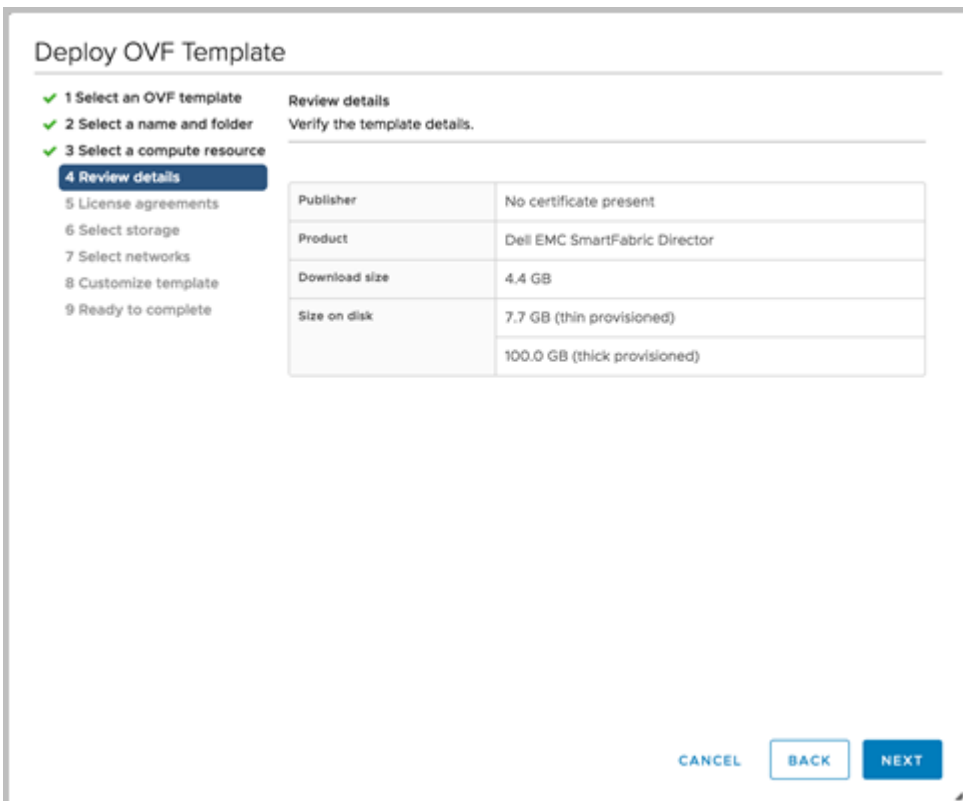 Deploy OVF Template
1 Select an OVF template
2 Select a name and folder
3 Select a compute resource
4 Review details
5 License agreements
6 Select storage
7 Select networks
8 Customize template
9 Ready to complete
Review details
Verify the template details.
Publisher No certificate present
Product Dell EMC SmartFabric Director
Download size 4.4 GB
Size on disk 7.7 GB (thin provisioned)
100.0 GB (thick provisioned)
CANCEL BACK NEXT